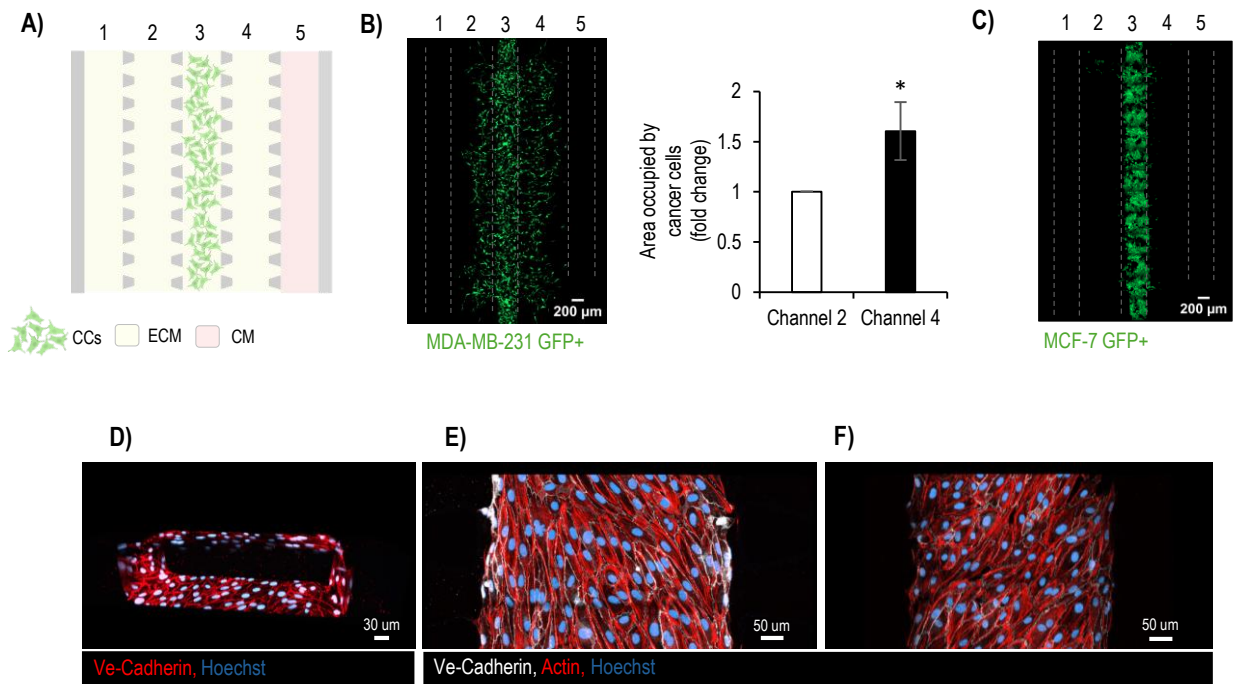 A)
1 2 3 4 5
CCs ECM CM
B)
1 2 3 4 5
200 µm
MDA-MB-231 GFP+
Area occupied by
cancer cells
(fold change)
2
1.5
1
0.5
0
*
Channel 2 Channel 4
C)
1 2 3 4 5
200 µm
MCF-7 GFP+
D)
30 um
Ve-Cadherin, Hoechst
E)
50 um
F)
50 um
Ve-Cadherin, Actin, Hoechst